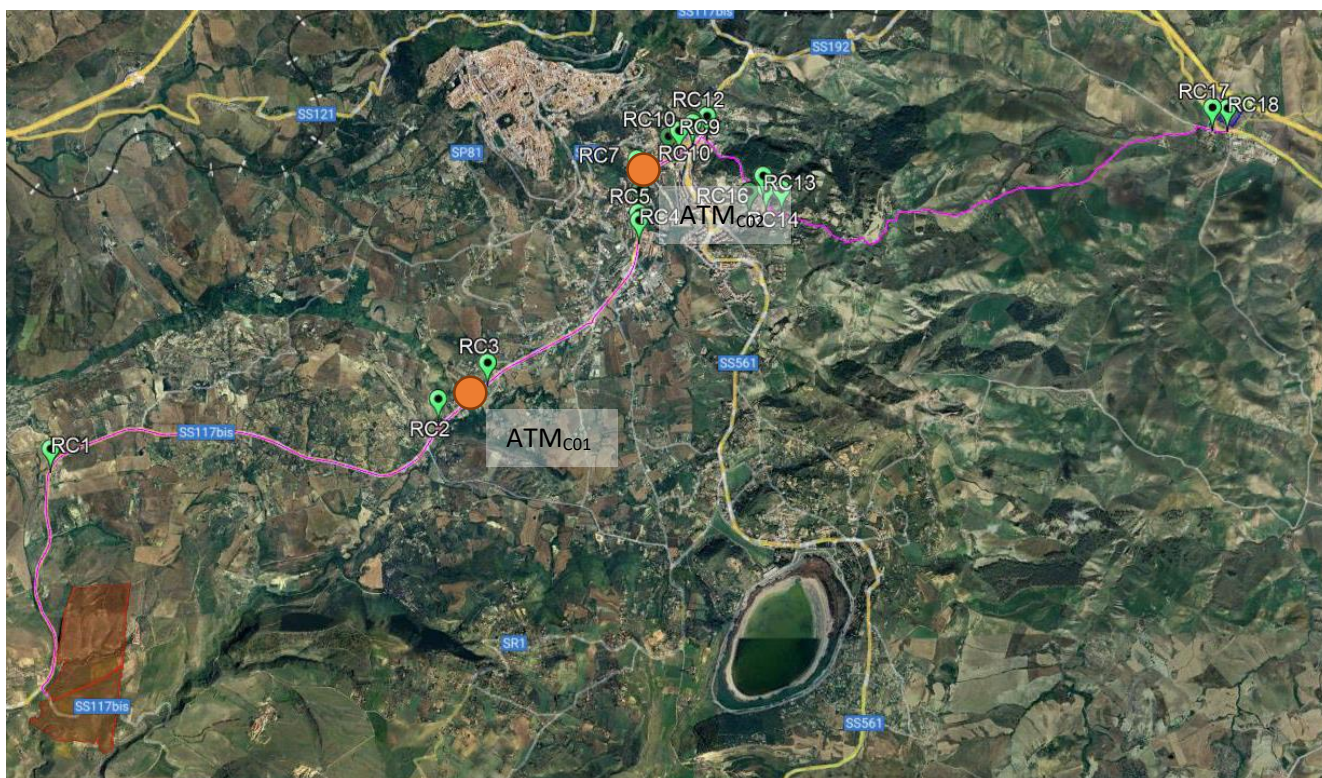 SS117bis
SS192
SS121
RC12
RC17
RC18
RC10
RC9
SP81
RC7
RC10
RC13
RC16
RC5
RC4
ATMC02
RC14
RC3
SS561
RC2
SS117bis
RC1
ATMC01
SR1
SS117bis
SS561